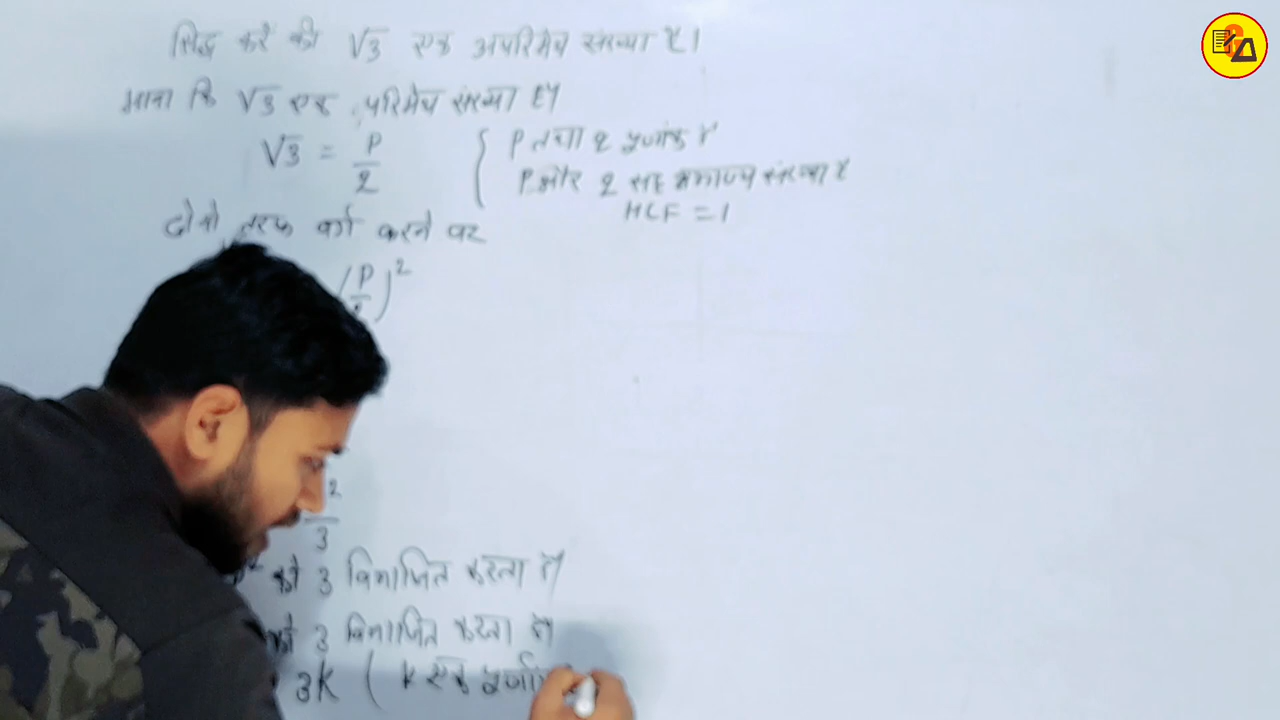 सिद्ध करें की √3 एक अपरिमेय संख्या है।
माना कि √3 एक परिमेय संख्या है।
√3 = P/q { P तथा q पूर्णांक है
P और q सह अभाज्य संख्या है
HCF = 1
दोनो तरफ वर्ग करने पर
(P/q)²
²/3
p² को 3 विभाजित करता है
को 3 विभाजित करता है
3K ( k एक